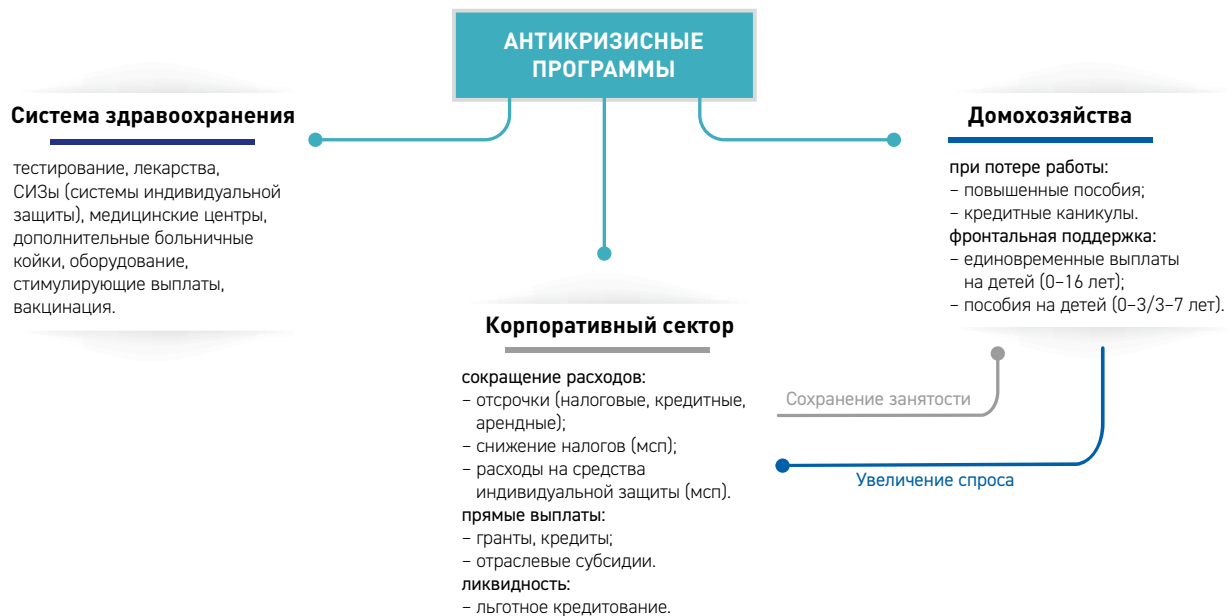 АНТИКРИЗИСНЫЕ
ПРОГРАММЫ
Система здравоохранения
тестирование, лекарства,
СИЗы (системы индивидуальной
защиты), медицинские центры,
дополнительные больничные
койки, оборудование,
стимулирующие выплаты,
вакцинация.
Корпоративный сектор
сокращение расходов:
– отсрочки (налоговые, кредитные,
арендные);
– снижение налогов (мсп);
– расходы на средства
индивидуальной защиты (мсп).
прямые выплаты:
– гранты, кредиты;
– отраслевые субсидии.
ликвидность:
– льготное кредитование.
Домохозяйства
при потере работы:
– повышенные пособия;
– кредитные каникулы.
фронтальная поддержка:
– единовременные выплаты
на детей (0–16 лет);
– пособия на детей (0–3/3–7 лет).
Сохранение занятости
Увеличение спроса